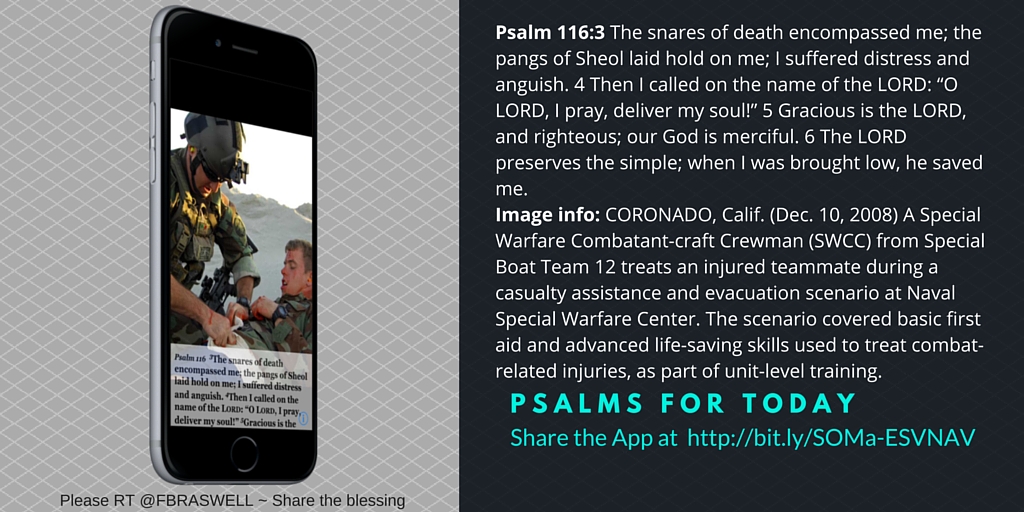 Psalm 116 ³The snares of death
encompassed me; the pangs of Sheol
laid hold on me; I suffered distress
and anguish. ⁴Then I called on the
name of the LORD: “O LORD, I pray,
deliver my soul!” ⁵Gracious is the
Please RT @FBRASWELL ~ Share the blessing
Psalm 116:3 The snares of death encompassed me; the
pangs of Sheol laid hold on me; I suffered distress and
anguish. 4 Then I called on the name of the LORD: “O
LORD, I pray, deliver my soul!” 5 Gracious is the LORD,
and righteous; our God is merciful. 6 The LORD
preserves the simple; when I was brought low, he saved
me.
Image info: CORONADO, Calif. (Dec. 10, 2008) A Special
Warfare Combatant-craft Crewman (SWCC) from Special
Boat Team 12 treats an injured teammate during a
casualty assistance and evacuation scenario at Naval
Special Warfare Center. The scenario covered basic first
aid and advanced life-saving skills used to treat combat-
related injuries, as part of unit-level training.
PSALMS FOR TODAY
Share the App at http://bit.ly/SOMa-ESVNAV